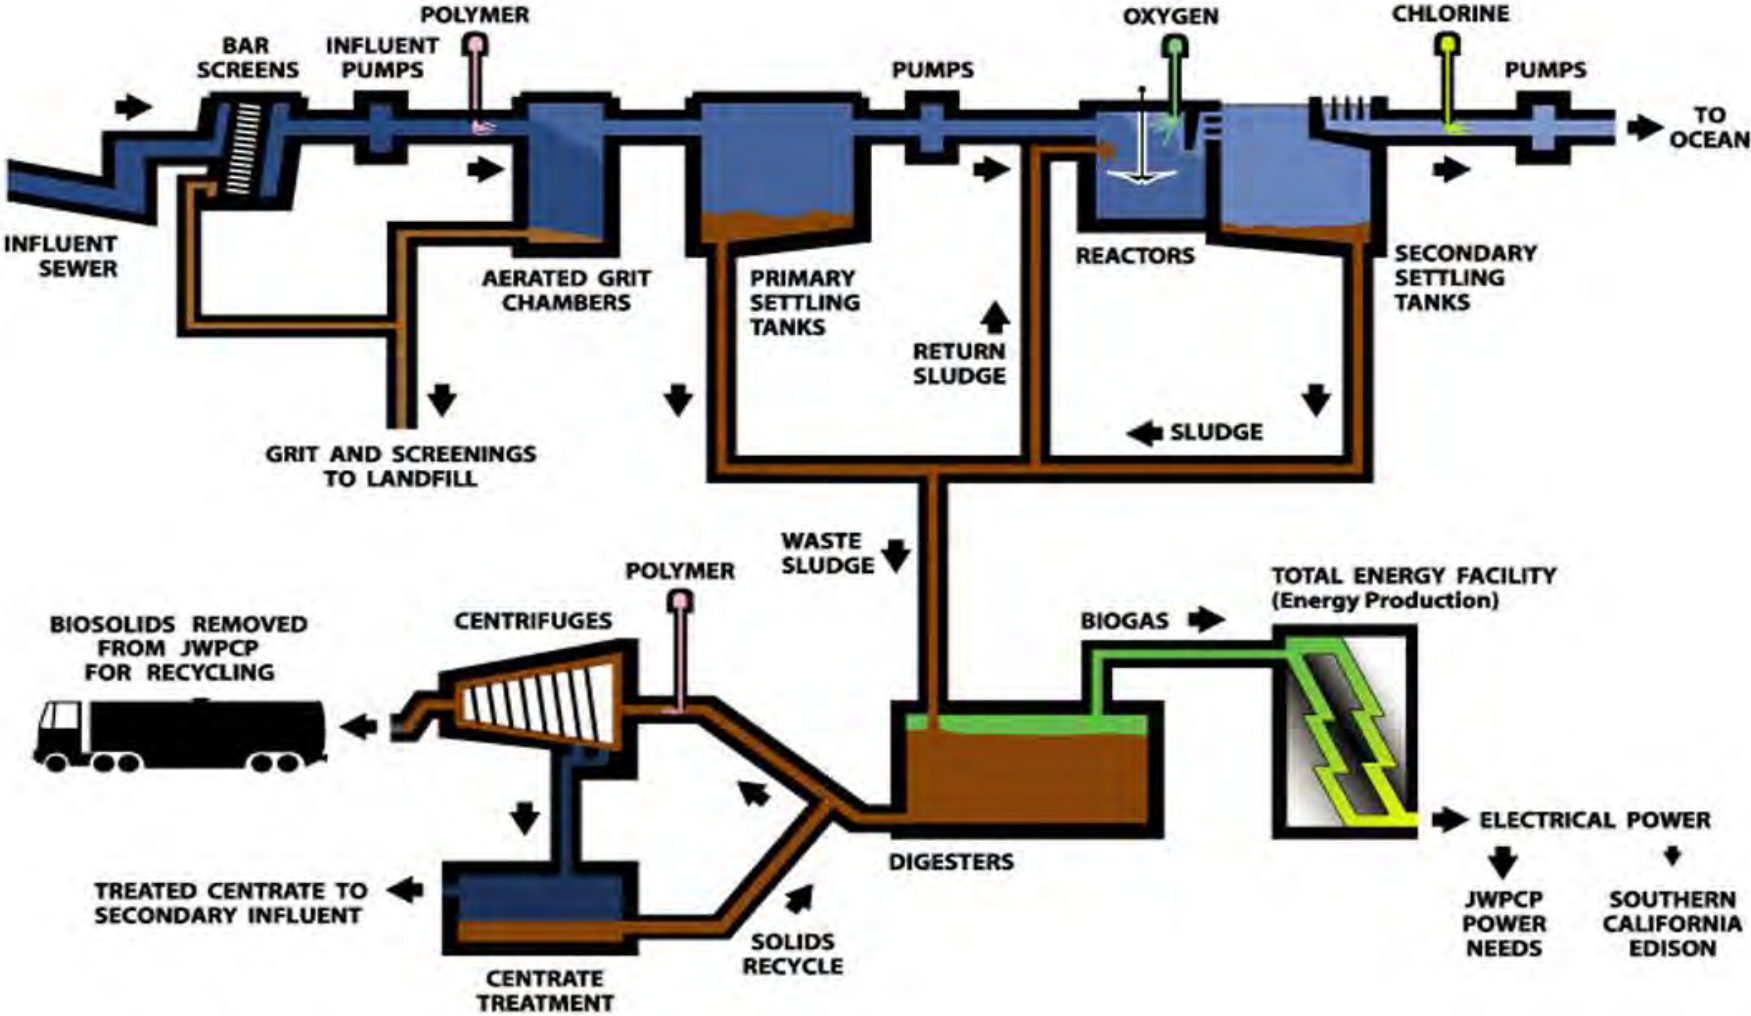 POLYMER
OXYGEN
CHLORINE
BAR
SCREENS
INFLUENT
PUMPS
PUMPS
PUMPS
TO
OCEAN
INFLUENT
SEWER
AERATED GRIT
CHAMBERS
PRIMARY
SETTLING
TANKS
REACTORS
SECONDARY
SETTLING
TANKS
RETURN
SLUDGE
SLUDGE
GRIT AND SCREENINGS
TO LANDFILL
WASTE
SLUDGE
POLYMER
TOTAL ENERGY FACILITY
(Energy Production)
BIOSOLIDS REMOVED
FROM JWPCP
FOR RECYCLING
CENTRIFUGES
BIOGAS
ELECTRICAL POWER
DIGESTERS
TREATED CENTRATE TO
SECONDARY INFLUENT
JWPCP
POWER
NEEDS
SOUTHERN
CALIFORNIA
EDISON
SOLIDS
RECYCLE
CENTRATE
TREATMENT